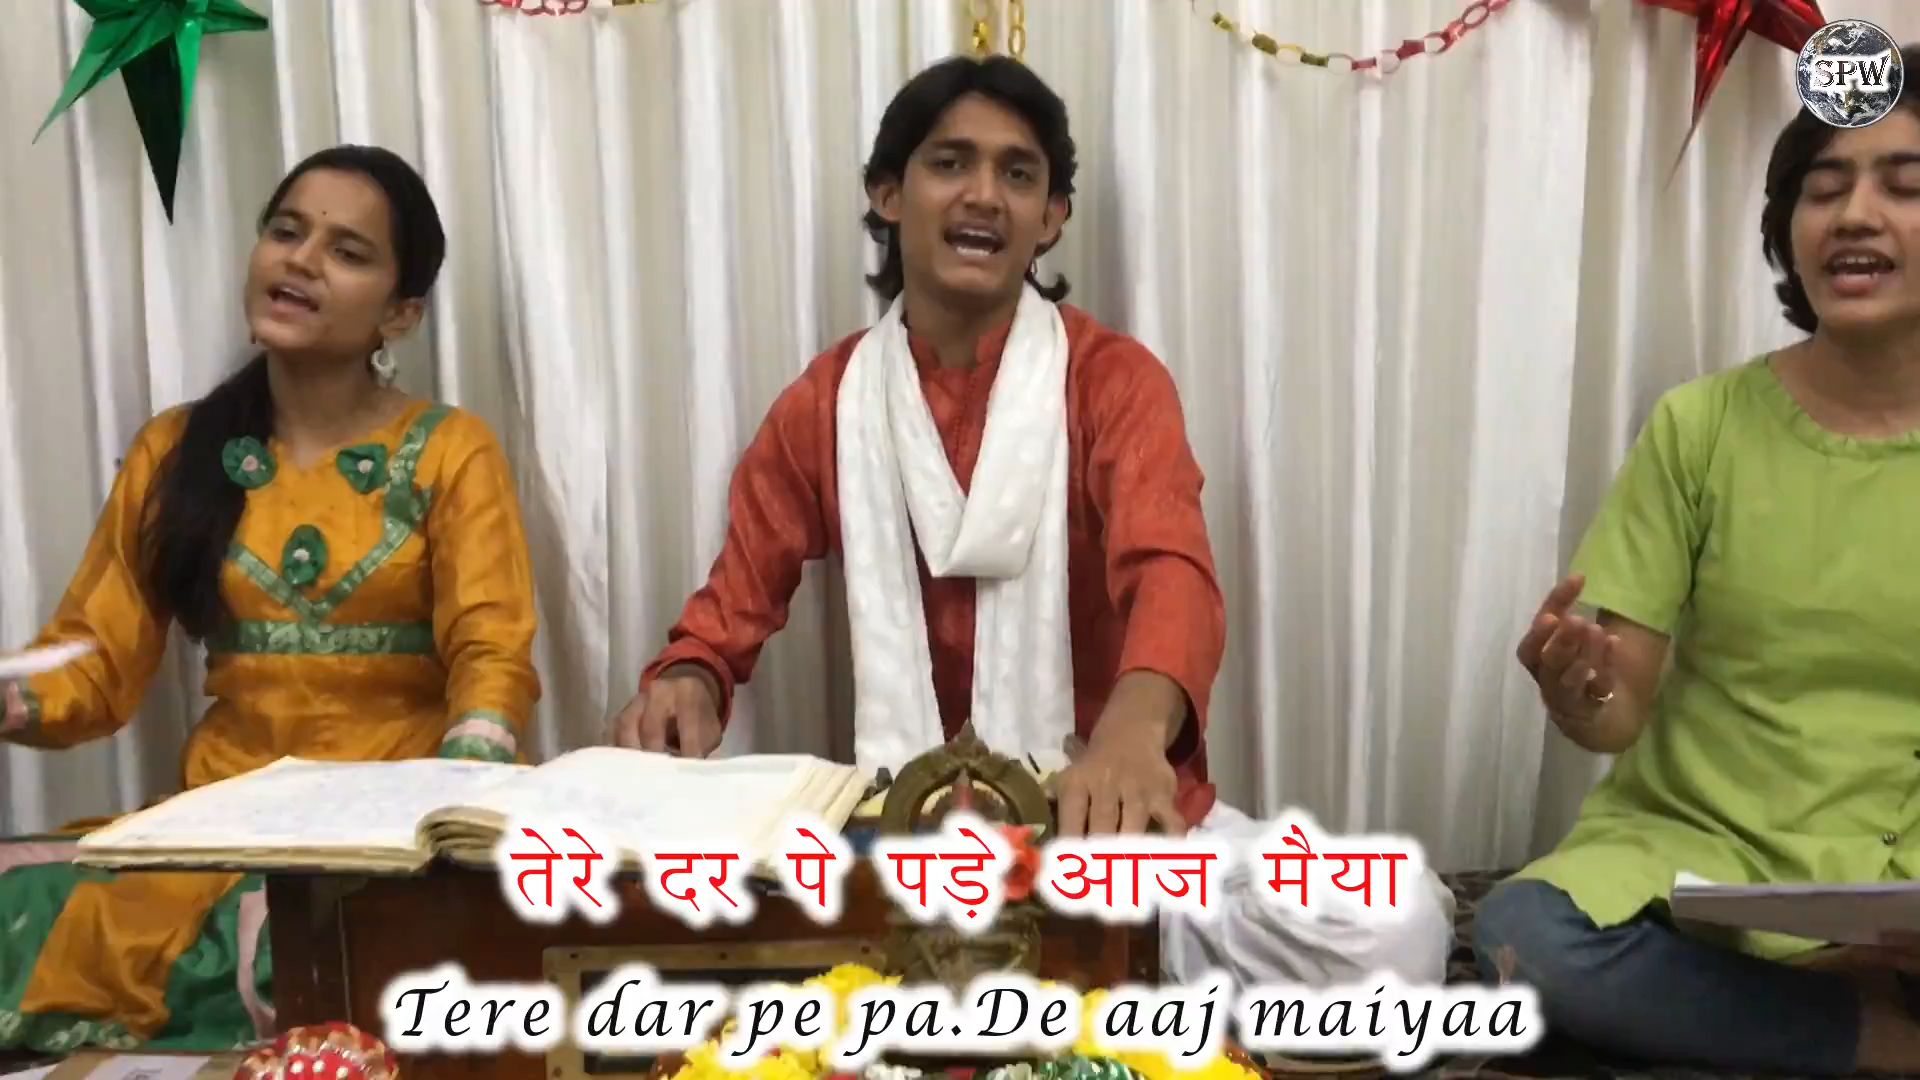 SPW
तेरे दर पे पड़े आज मैया
Tere dar pe pa.De aaj maiyaa